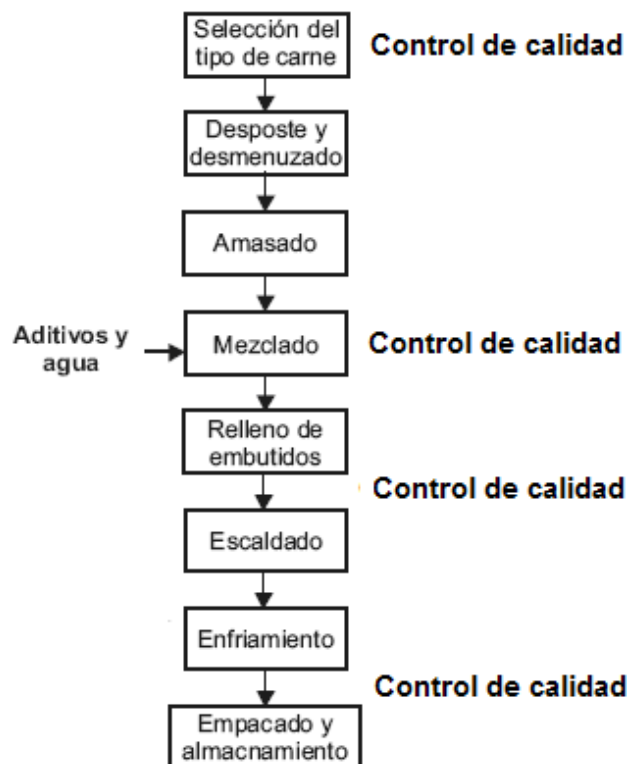 Selección del
tipo de carne
Control de calidad
Desposte y
desmenuzado
Amasado
Aditivos y
agua
Mezclado
Control de calidad
Relleno de
embutidos
Control de calidad
Escaldado
Enfriamiento
Control de calidad
Empacado y
almacnamiento